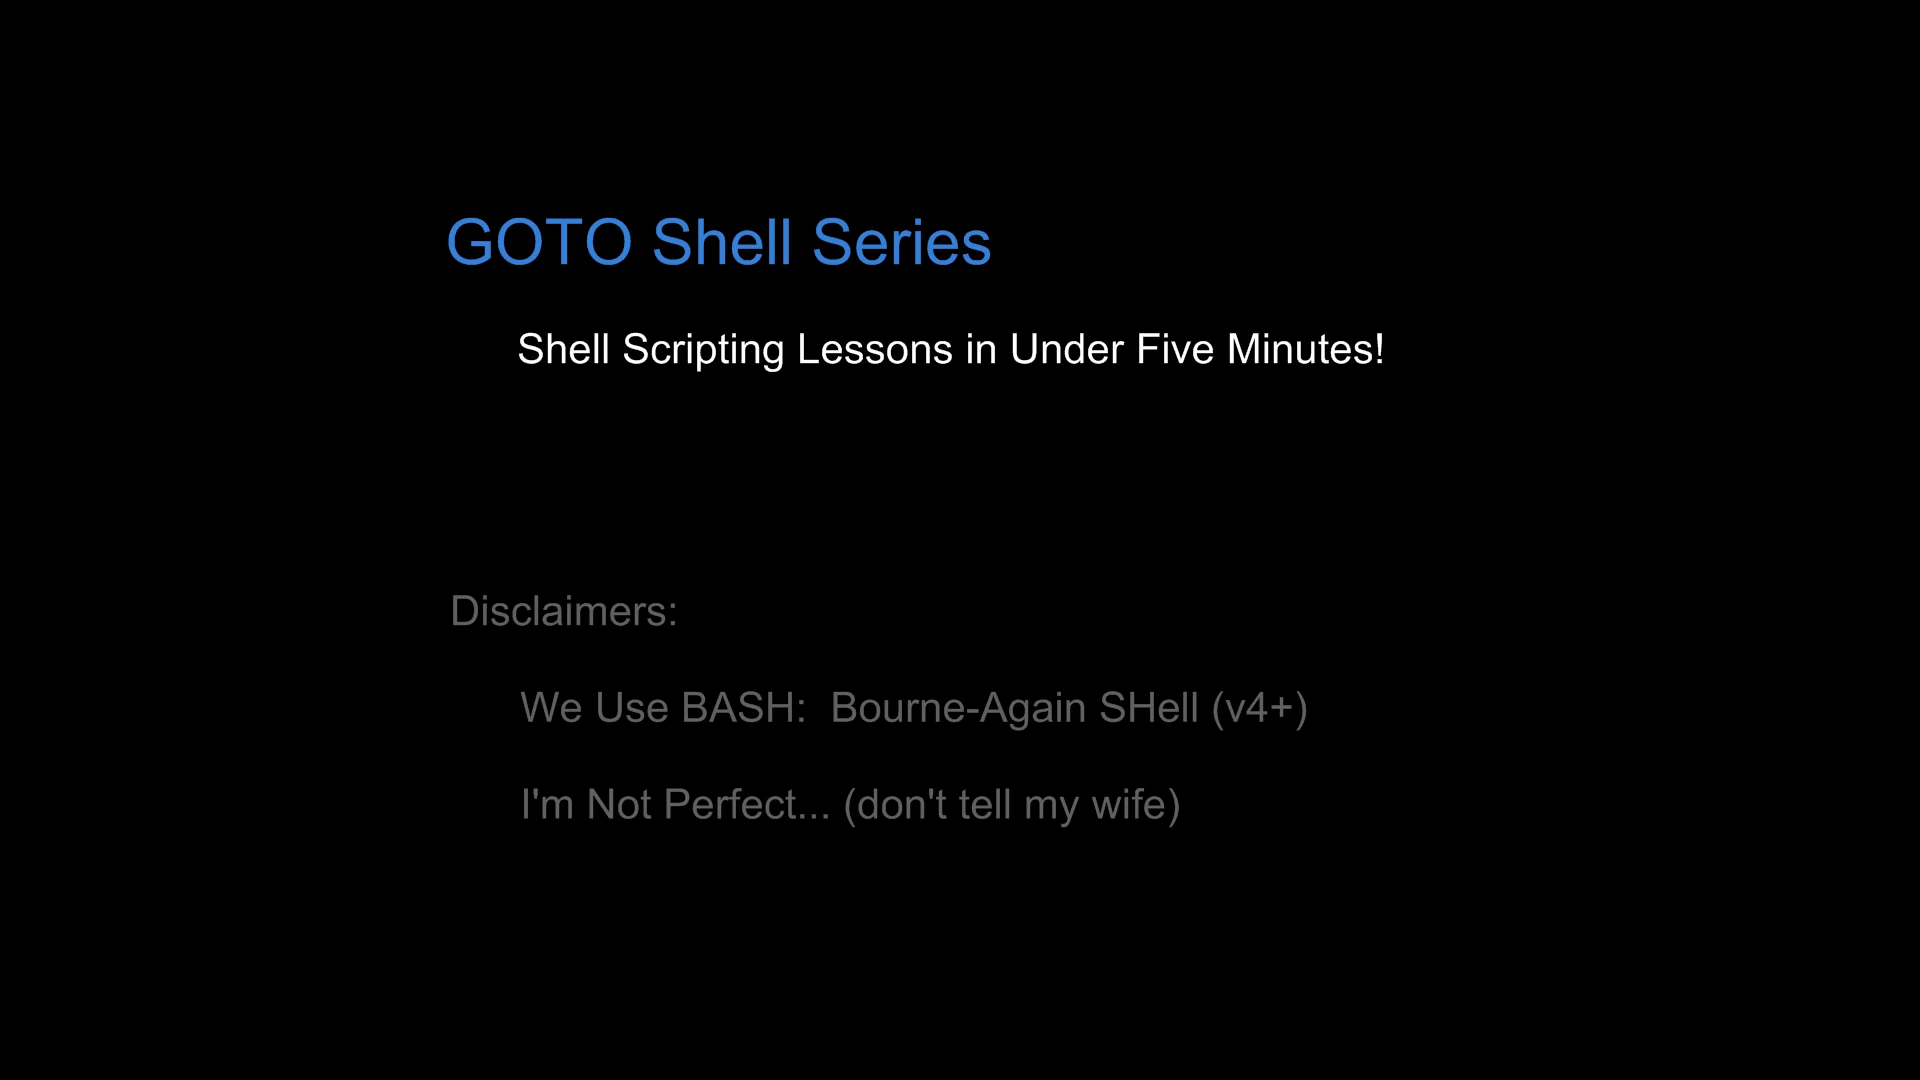 GOTO Shell Series
Shell Scripting Lessons in Under Five Minutes!
Disclaimers:
We Use BASH:  Bourne-Again SHell (v4+)
I'm Not Perfect... (don't tell my wife)